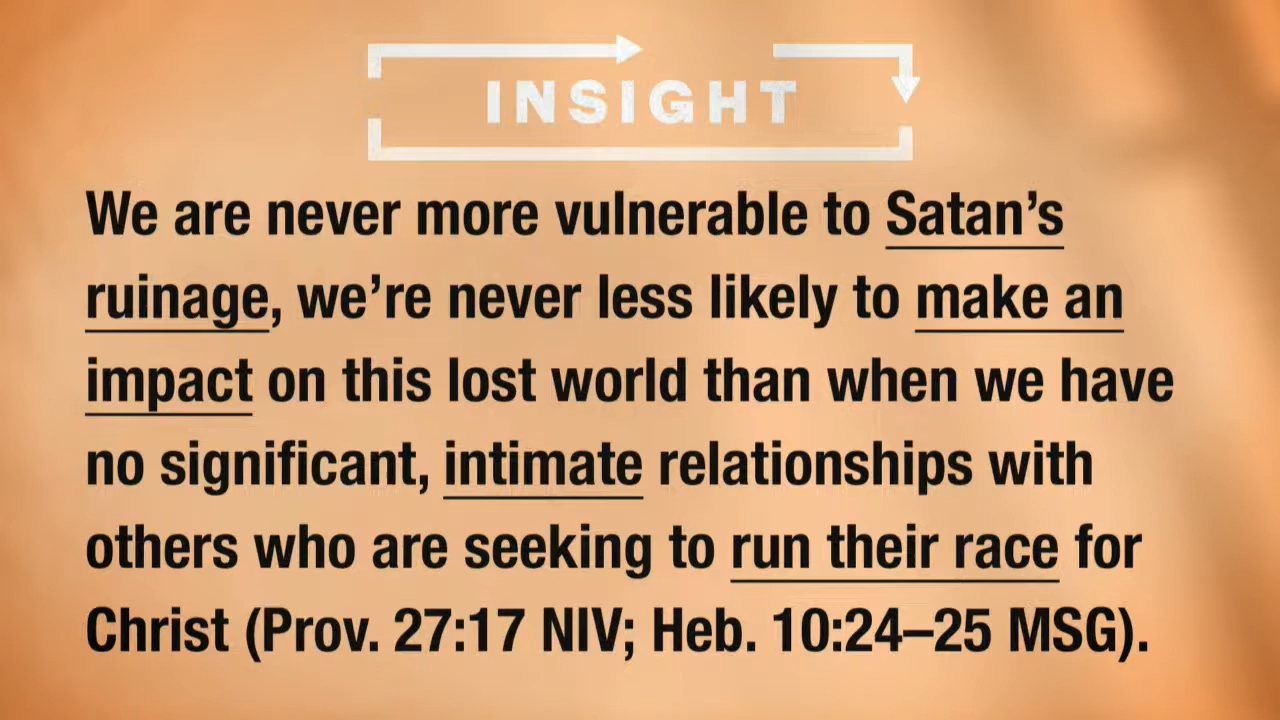 INSIGHT
We are never more vulnerable to Satan’s
ruinage, we’re never less likely to make an
impact on this lost world than when we have
no significant, intimate relationships with
others who are seeking to run their race for
Christ (Prov. 27:17 NIV; Heb. 10:24–25 MSG).